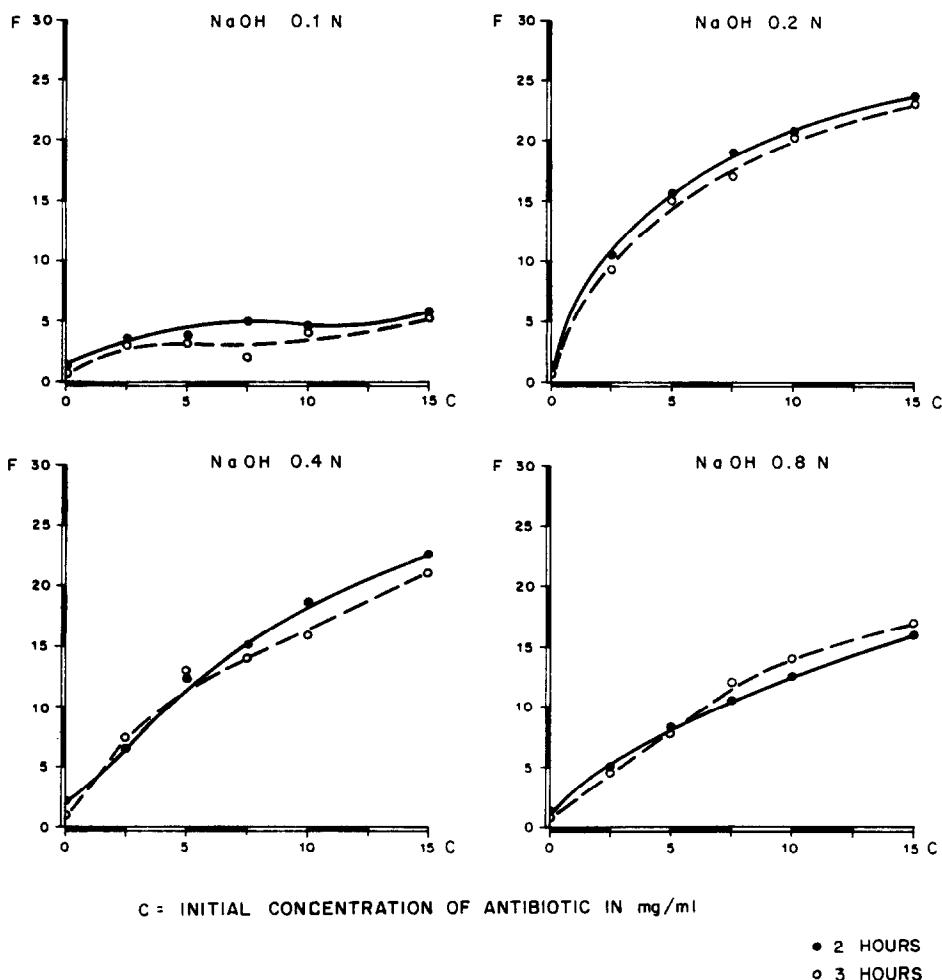 NaOH 0.1 N
F 30
25
20
15
10
5
0
0 5 10 15 C
NaOH 0.2 N
F 30
25
20
15
10
5
0
0 5 10 15 C
NaOH 0.4 N
F 30
25
20
15
10
5
0
0 5 10 15 C
NaOH 0.8 N
F 30
25
20
15
10
5
0
0 5 10 15 C
C = INITIAL CONCENTRATION OF ANTIBIOTIC IN mg/ml
● 2 HOURS
○ 3 HOURS